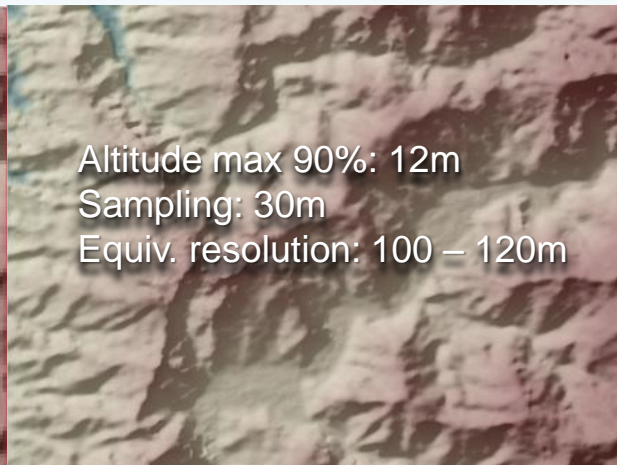 Altitude max 90%: 12m
Sampling: 30m
Equiv. resolution: 100 – 120m